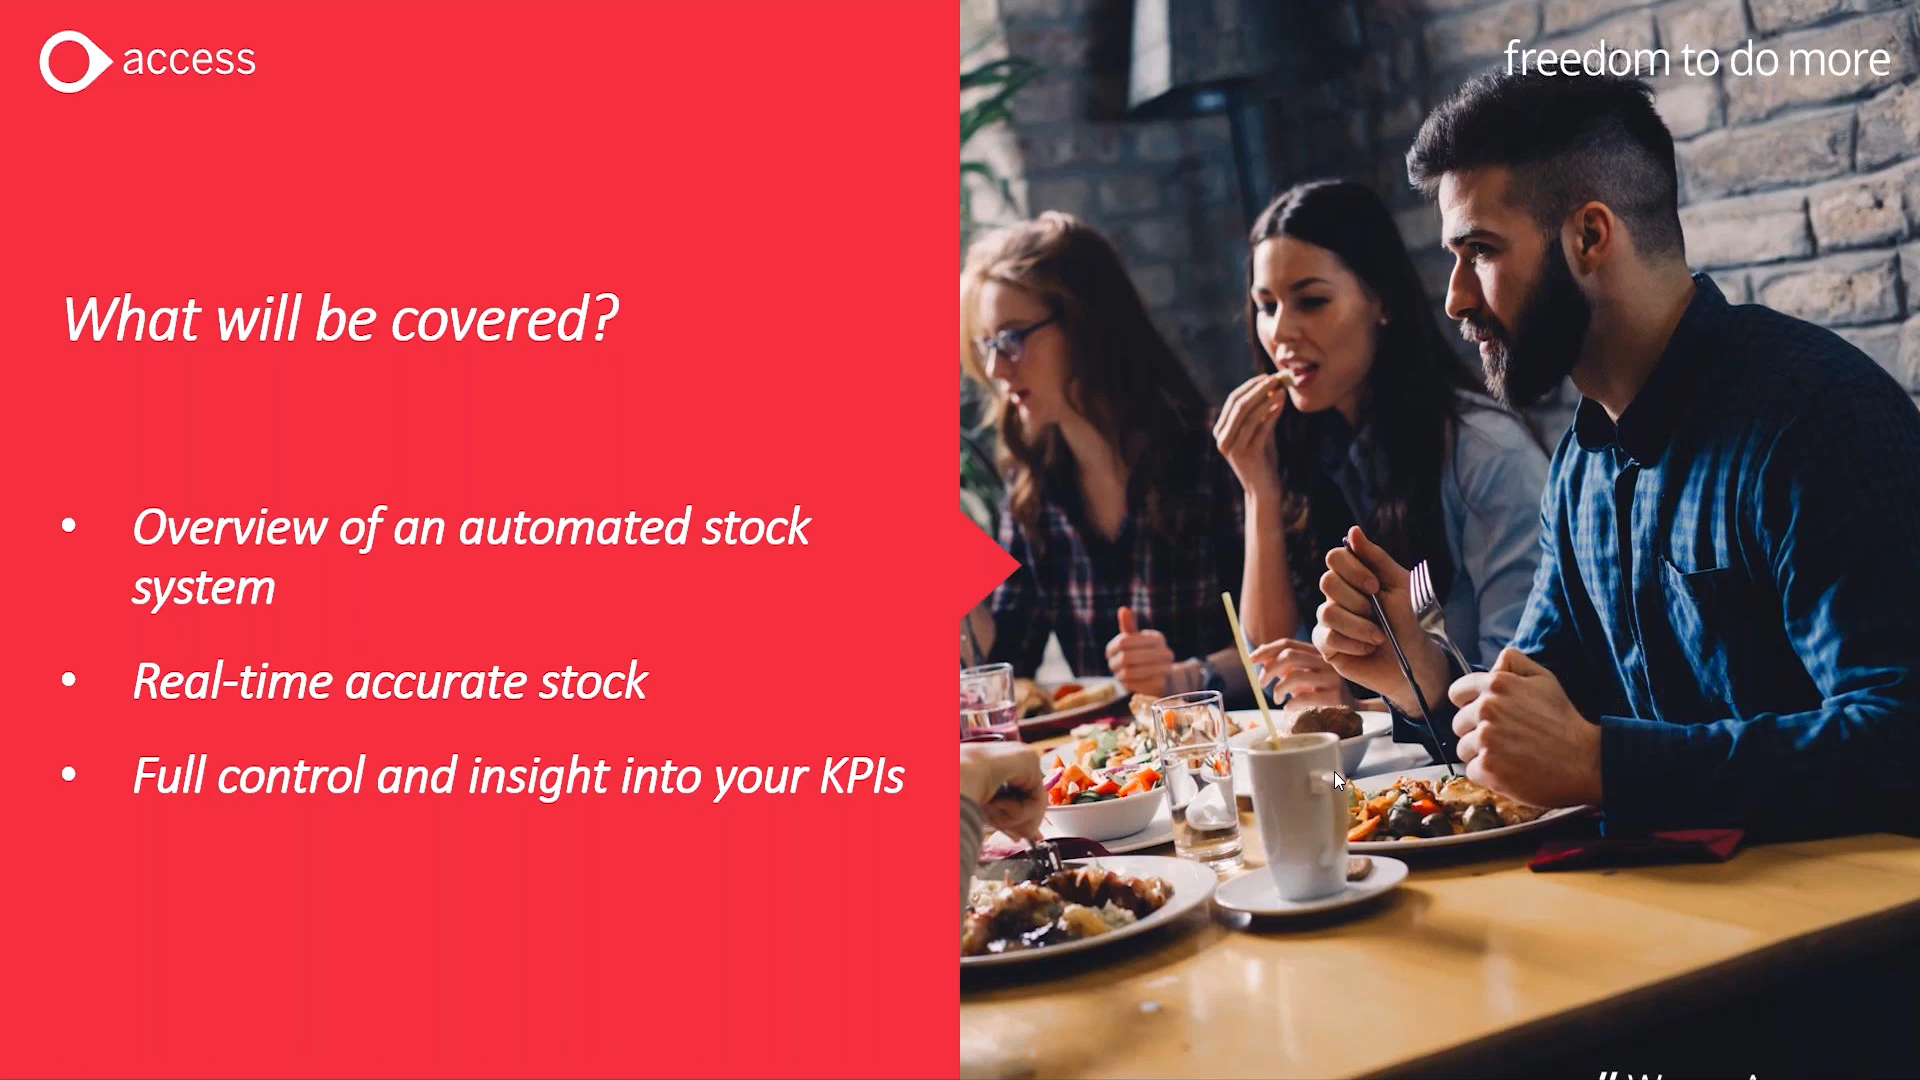 access
freedom to do more
What will be covered?
• Overview of an automated stock
system
• Real-time accurate stock
• Full control and insight into your KPIs